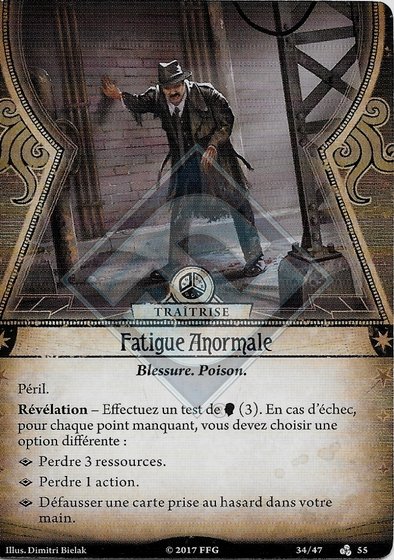 TRAÎTRISE
Fatigue Anormale
Blessure. Poison.
Péril.
Révélation – Effectuez un test de (3). En cas d'échec,
pour chaque point manquant, vous devez choisir une
option différente :
Perdre 3 ressources.
Perdre 1 action.
Défausser une carte prise au hasard dans votre
main.
Illus. Dimitri Bielak © 2017 FFG 34/47 55